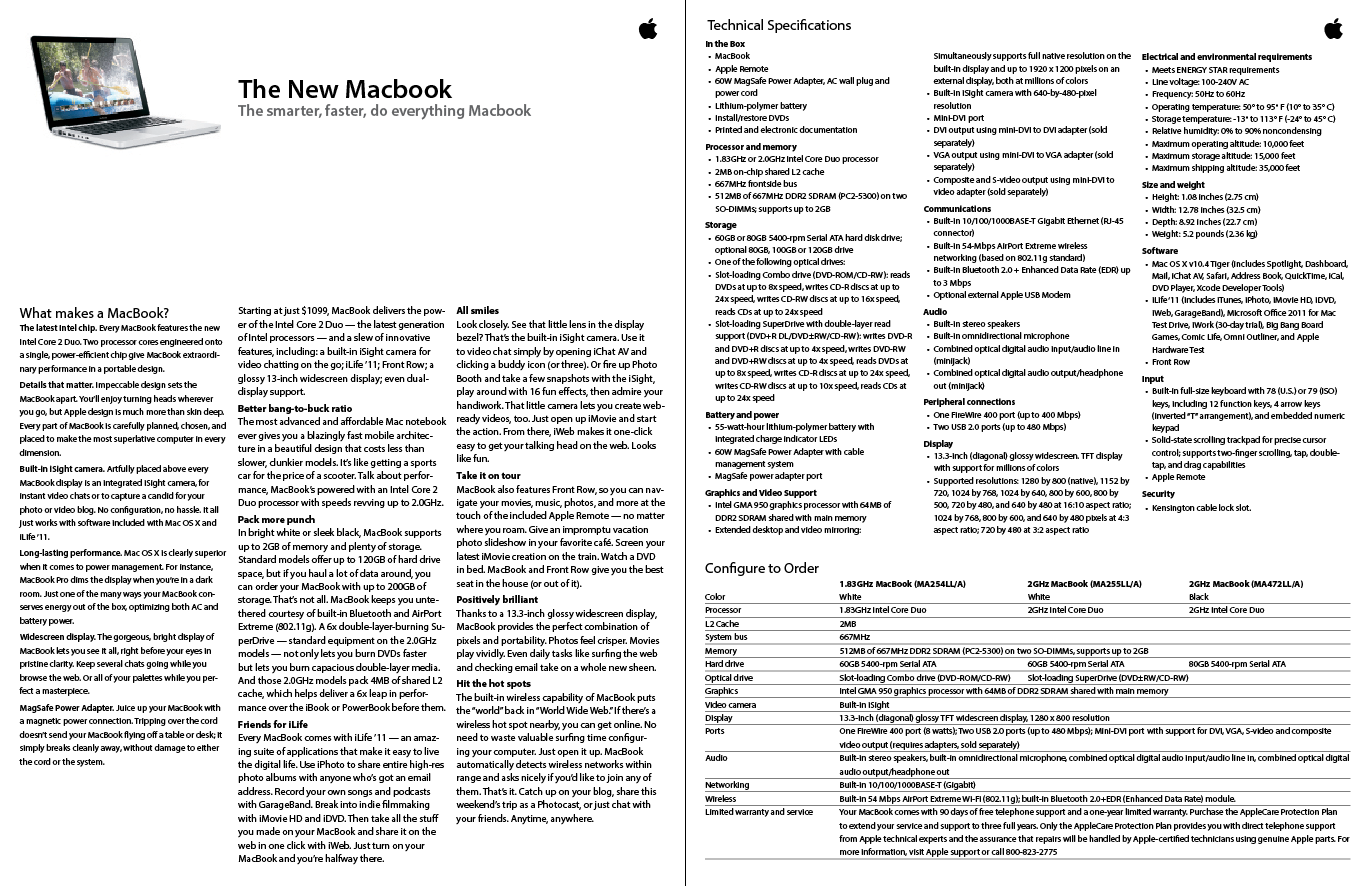 The New Macbook
The smarter, faster, do everything Macbook
What makes a MacBook?
The latest Intel chip. Every MacBook features the new
Intel Core 2 Duo. Two processor cores engineered onto
a single, power-efficient chip give MacBook extraordi-
nary performance in a portable design.
Details that matter. Impeccable design sets the
MacBook apart. You'll enjoy turning heads wherever
you go, but Apple design is much more than skin deep.
Every part of MacBook is carefully planned, chosen, and
placed to make the most superlative computer in every
dimension.
Built-in iSight camera. Artfully placed above every
MacBook display is an integrated iSight camera, for
instant video chats or to capture a candid for your
photo or video blog. No configuration, no hassle. It all
just works with software included with Mac OS X and
iLife '11.
Long-lasting performance. Mac OS X is clearly superior
when it comes to power management. For instance,
MacBook Pro dims the display when you're in a dark
room. Just one of the many ways your MacBook con-
serves energy out of the box, optimizing both AC and
battery power.
Widescreen display. The gorgeous, bright display of
MacBook lets you see it all, right before your eyes in
pristine clarity. Keep several chats going while you
browse the web. Or all of your palettes while you per-
fect a masterpiece.
MagSafe Power Adapter. Juice up your MacBook with
a magnetic power connection. Tripping over the cord
doesn't send your MacBook flying off a table or desk; it
simply breaks cleanly away, without damage to either
the cord or the system.
Starting at just $1099, MacBook delivers the pow-
er of the Intel Core 2 Duo — the latest generation
of Intel processors — and a slew of innovative
features, including: a built-in iSight camera for
video chatting on the go; iLife '11; Front Row; a
glossy 13-inch widescreen display; even dual-
display support.
Better bang-to-buck ratio
The most advanced and affordable Mac notebook
ever gives you a blazingly fast mobile architec-
ture in a beautiful design that costs less than
slower, clunkier models. It's like getting a sports
car for the price of a scooter. Talk about perfor-
mance, MacBook's powered with an Intel Core 2
Duo processor with speeds revving up to 2.0GHz.
Pack more punch
In bright white or sleek black, MacBook supports
up to 2GB of memory and plenty of storage.
Standard models offer up to 120GB of hard drive
space, but if you haul a lot of data around, you
can order your MacBook with up to 200GB of
storage. That's not all. MacBook keeps you unte-
thered courtesy of built-in Bluetooth and AirPort
Extreme (802.11g). A 6x double-layer-burning Su-
perDrive — standard equipment on the 2.0GHz
models — not only lets you burn DVDs faster
but lets you burn capacious double-layer media.
And those 2.0GHz models pack 4MB of shared L2
cache, which helps deliver a 6x leap in perfor-
mance over the iBook or PowerBook before them.
Friends for iLife
Every MacBook comes with iLife '11 — an amaz-
ing suite of applications that make it easy to live
the digital life. Use iPhoto to share entire high-res
photo albums with anyone who's got an email
address. Record your own songs and podcasts
with GarageBand. Break into indie filmmaking
with iMovie HD and iDVD. Then take all the stuff
you made on your MacBook and share it on the
web in one click with iWeb. Just turn on your
MacBook and you're halfway there.
All smiles
Look closely. See that little lens in the display
bezel? That's the built-in iSight camera. Use it
to video chat simply by opening iChat AV and
clicking a buddy icon (or three). Or fire up Photo
Booth and take a few snapshots with the iSight,
play around with 16 fun effects, then admire your
handiwork. That little camera lets you create web-
ready videos, too. Just open up iMovie and start
the action. From there, iWeb makes it one-click
easy to get your talking head on the web. Looks
like fun.
Take it on tour
MacBook also features Front Row, so you can nav-
igate your movies, music, photos, and more at the
touch of the included Apple Remote — no matter
where you roam. Give an impromptu vacation
photo slideshow in your favorite café. Screen your
latest iMovie creation on the train. Watch a DVD
in bed. MacBook and Front Row give you the best
seat in the house (or out of it).
Positively brilliant
Thanks to a 13.3-inch glossy widescreen display,
MacBook provides the perfect combination of
pixels and portability. Photos feel crisper. Movies
play vividly. Even daily tasks like surfing the web
and checking email take on a whole new sheen.
Hit the hot spots
The built-in wireless capability of MacBook puts
the "world" back in "World Wide Web." If there's a
wireless hot spot nearby, you can get online. No
need to waste valuable surfing time configur-
ing your computer. Just open it up. MacBook
automatically detects wireless networks within
range and asks nicely if you'd like to join any of
them. That's it. Catch up on your blog, share this
weekend's trip as a Photocast, or just chat with
your friends. Anytime, anywhere.
Technical Specifications
In the Box
• MacBook
• Apple Remote
• 60W MagSafe Power Adapter, AC wall plug and
power cord
• Lithium-polymer battery
• Install/restore DVDs
• Printed and electronic documentation
Processor and memory
• 1.83GHz or 2.0GHz Intel Core Duo processor
• 2MB on-chip shared L2 cache
• 667MHz frontside bus
• 512MB of 667MHz DDR2 SDRAM (PC2-5300) on two
SO-DIMMs; supports up to 2GB
Storage
• 60GB or 80GB 5400-rpm Serial ATA hard disk drive;
optional 80GB, 100GB or 120GB drive
• One of the following optical drives:
• Slot-loading Combo drive (DVD-ROM/CD-RW): reads
DVDs at up to 8x speed, writes CD-R discs at up to
24x speed, writes CD-RW discs at up to 16x speed,
reads CDs at up to 24x speed
• Slot-loading SuperDrive with double-layer read
support (DVD+R DL/DVD±RW/CD-RW): writes DVD-R
and DVD+R discs at up to 4x speed, writes DVD-RW
and DVD+RW discs at up to 4x speed, reads DVDs at
up to 8x speed, writes CD-R discs at up to 24x speed,
writes CD-RW discs at up to 10x speed, reads CDs at
up to 24x speed
Battery and power
• 55-watt-hour lithium-polymer battery with
integrated charge indicator LEDs
• 60W MagSafe Power Adapter with cable
management system
• MagSafe power adapter port
Graphics and Video Support
• Intel GMA 950 graphics processor with 64MB of
DDR2 SDRAM shared with main memory
• Extended desktop and video mirroring:
Simultaneously supports full native resolution on the
built-in display and up to 1920 x 1200 pixels on an
external display, both at millions of colors
• Built-in iSight camera with 640-by-480-pixel
resolution
• Mini-DVI port
• DVI output using mini-DVI to DVI adapter (sold
separately)
• VGA output using mini-DVI to VGA adapter (sold
separately)
• Composite and S-video output using mini-DVI to
video adapter (sold separately)
Communications
• Built-in 10/100/1000BASE-T Gigabit Ethernet (RJ-45
connector)
• Built-in 54-Mbps AirPort Extreme wireless
networking (based on 802.11g standard)
• Built-in Bluetooth 2.0 + Enhanced Data Rate (EDR) up
to 3 Mbps
• Optional external Apple USB Modem
Audio
• Built-in stereo speakers
• Built-in omnidirectional microphone
• Combined optical digital audio input/audio line in
(minijack)
• Combined optical digital audio output/headphone
out (minijack)
Peripheral connections
• One FireWire 400 port (up to 400 Mbps)
• Two USB 2.0 ports (up to 480 Mbps)
Display
• 13.3-inch (diagonal) glossy widescreen. TFT display
with support for millions of colors
• Supported resolutions: 1280 by 800 (native), 1152 by
720, 1024 by 768, 1024 by 640, 800 by 600, 800 by
500, 720 by 480, and 640 by 480 at 16:10 aspect ratio;
1024 by 768, 800 by 600, and 640 by 480 pixels at 4:3
aspect ratio; 720 by 480 at 3:2 aspect ratio
Electrical and environmental requirements
• Meets ENERGY STAR requirements
• Line voltage: 100-240V AC
• Frequency: 50Hz to 60Hz
• Operating temperature: 50° to 95° F (10° to 35° C)
• Storage temperature: -13° to 113° F (-24° to 45° C)
• Relative humidity: 0% to 90% noncondensing
• Maximum operating altitude: 10,000 feet
• Maximum storage altitude: 15,000 feet
• Maximum shipping altitude: 35,000 feet
Size and weight
• Height: 1.08 inches (2.75 cm)
• Width: 12.78 inches (32.5 cm)
• Depth: 8.92 inches (22.7 cm)
• Weight: 5.2 pounds (2.36 kg)
Software
• Mac OS X v10.4 Tiger (includes Spotlight, Dashboard,
Mail, iChat AV, Safari, Address Book, QuickTime, iCal,
DVD Player, Xcode Developer Tools)
• iLife '11 (includes iTunes, iPhoto, iMovie HD, iDVD,
iWeb, GarageBand), Microsoft Office 2011 for Mac
Test Drive, iWork (30-day trial), Big Bang Board
Games, Comic Life, Omni Outliner, and Apple
Hardware Test
• Front Row
Input
• Built-in full-size keyboard with 78 (U.S.) or 79 (ISO)
keys, including 12 function keys, 4 arrow keys
(inverted "T" arrangement), and embedded numeric
keypad
• Solid-state scrolling trackpad for precise cursor
control; supports two-finger scrolling, tap, double-
tap, and drag capabilities
• Apple Remote
Security
• Kensington cable lock slot.
Configure to Order
1.83GHz MacBook (MA254LL/A) 2GHz MacBook (MA255LL/A) 2GHz MacBook (MA472LL/A)
Color White White Black
Processor 1.83GHz Intel Core Duo 2GHz Intel Core Duo 2GHz Intel Core Duo
L2 Cache 2MB
System bus 667MHz
Memory 512MB of 667MHz DDR2 SDRAM (PC2-5300) on two SO-DIMMs, supports up to 2GB
Hard drive 60GB 5400-rpm Serial ATA 60GB 5400-rpm Serial ATA 80GB 5400-rpm Serial ATA
Optical drive Slot-loading Combo drive (DVD-ROM/CD-RW) Slot-loading SuperDrive (DVD±RW/CD-RW)
Graphics Intel GMA 950 graphics processor with 64MB of DDR2 SDRAM shared with main memory
Video camera Built-in iSight
Display 13.3-inch (diagonal) glossy TFT widescreen display, 1280 x 800 resolution
Ports One FireWire 400 port (8 watts); Two USB 2.0 ports (up to 480 Mbps); Mini-DVI port with support for DVI, VGA, S-video and composite
video output (requires adapters, sold separately)
Audio Built-in stereo speakers, built-in omnidirectional microphone, combined optical digital audio input/audio line in, combined optical digital
audio output/headphone out
Networking Built-in 10/100/1000BASE-T (Gigabit)
Wireless Built-in 54 Mbps AirPort Extreme Wi-Fi (802.11g); built-in Bluetooth 2.0+EDR (Enhanced Data Rate) module.
Limited warranty and service Your MacBook comes with 90 days of free telephone support and a one-year limited warranty. Purchase the AppleCare Protection Plan
to extend your service and support to three full years. Only the AppleCare Protection Plan provides you with direct telephone support
from Apple technical experts and the assurance that repairs will be handled by Apple-certified technicians using genuine Apple parts. For
more information, visit Apple support or call 800-823-2775